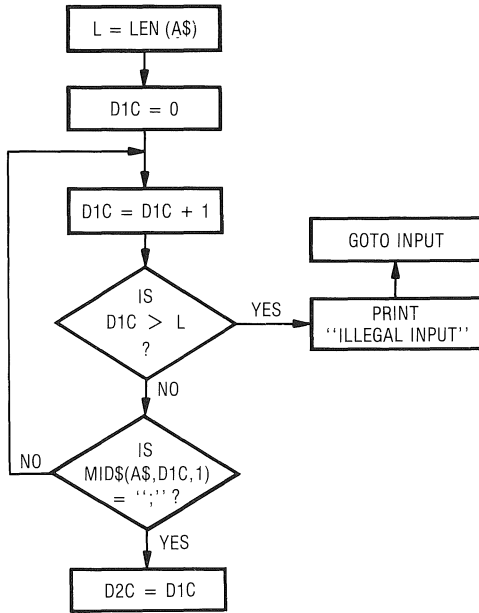 L = LEN (A$)
D1C = 0
D1C = D1C + 1
GOTO INPUT
IS
D1C > L
?
YES
PRINT
‘‘ILLEGAL INPUT’’
NO
IS
MID$(A$,D1C,1)
= ‘‘;’’ ?
NO
YES
D2C = D1C